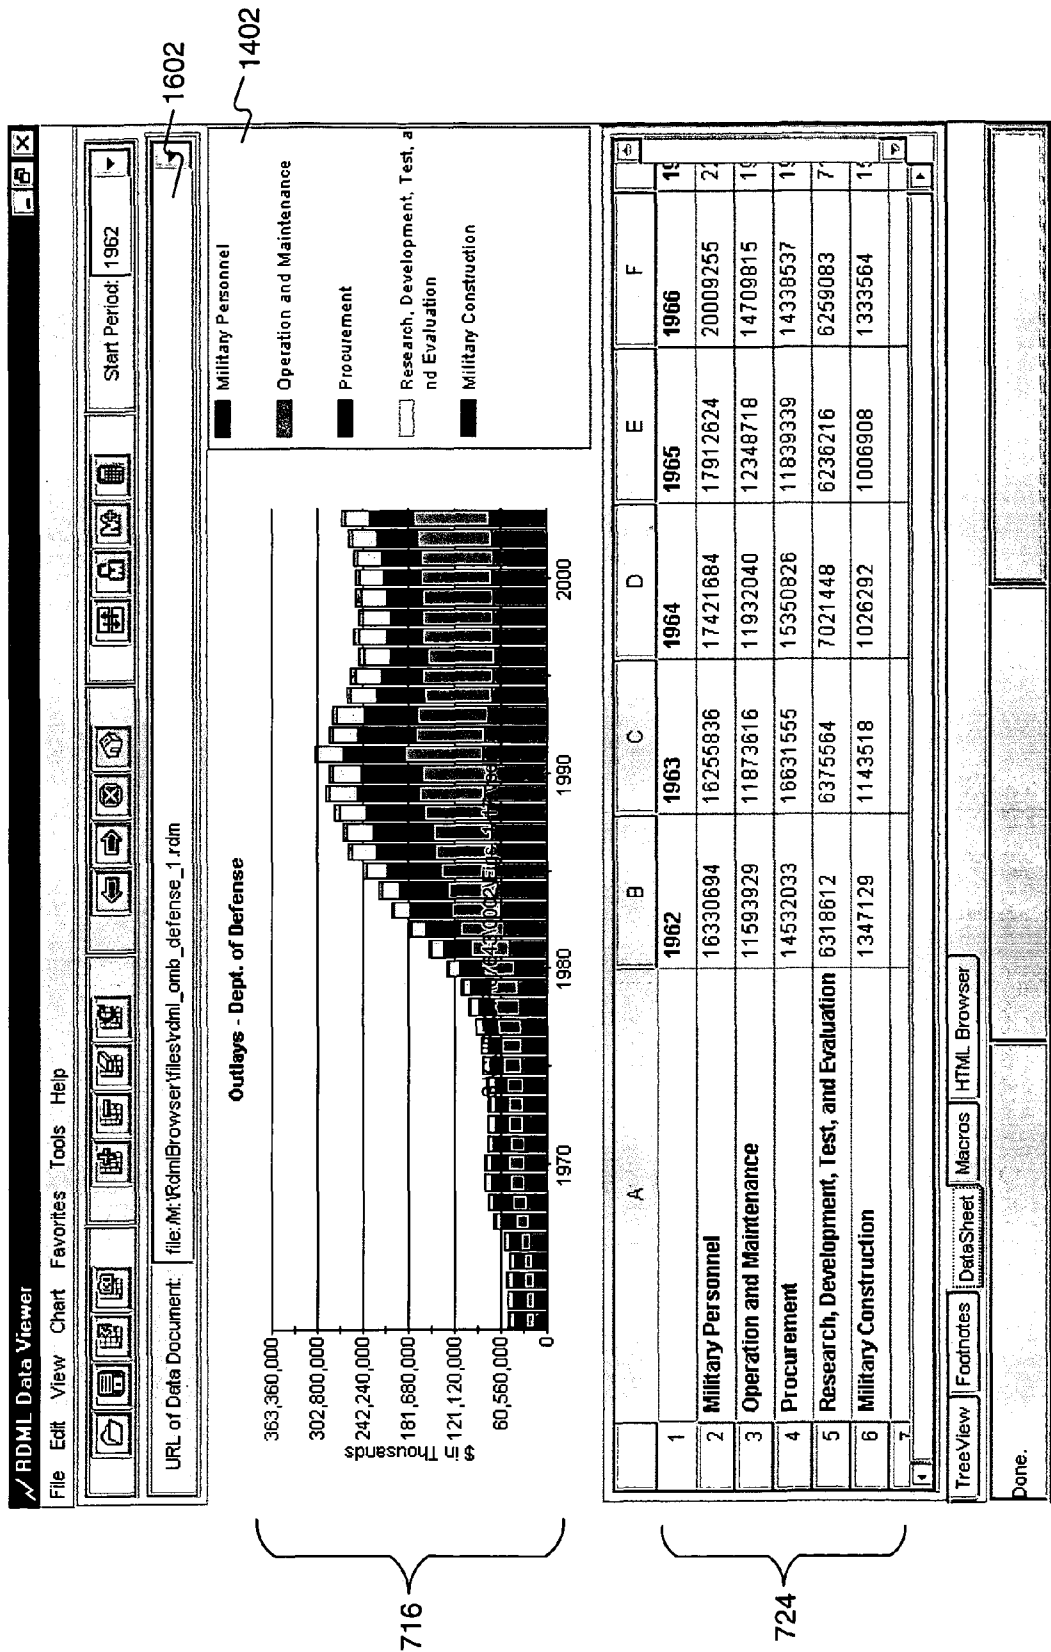 RDML Data Viewer
File Edit View Chart Favorites Tools Help
Start Period: 1962
URL of Data Document: file:/M:\RdmlBrowser\files\rdml_omb_defense_1.rdm
1602
1402
716
724
Outlays - Dept. of Defense
$ in Thousands
363,360,000
302,800,000
242,240,000
181,680,000
121,120,000
60,560,000
0
1970 1980 1990 2000
Military Personnel
Operation and Maintenance
Procurement
Research, Development, Test, a
nd Evaluation
Military Construction
A B C D E F
1 1962 1963 1964 1965 1966 19
2 Military Personnel 16330694 16255836 17421684 17912624 20009255 22
3 Operation and Maintenance 11593929 11873616 11932040 12348718 14709815 19
4 Procurement 14532033 16631555 15350826 11839339 14338537 19
5 Research, Development, Test, and Evaluation 6318612 6375564 7021448 6236216 6259083 7
6 Military Construction 1347129 1143518 1026292 1006908 1333564 15
7
TreeView Footnotes DataSheet Macros HTML Browser
Done.